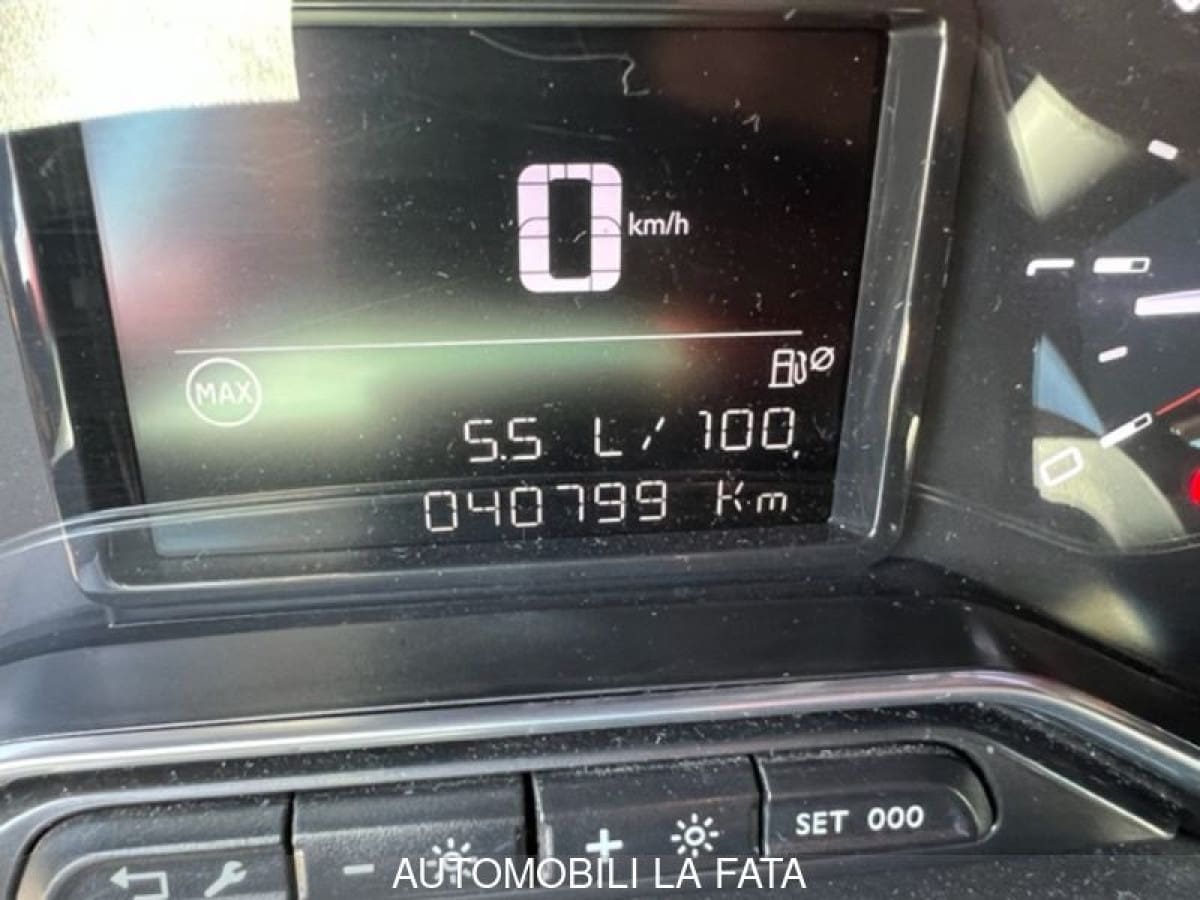 0 km/h
MAX
5.5 L/100
040799 Km
SET 000
AUTOMOBILI LA FATA